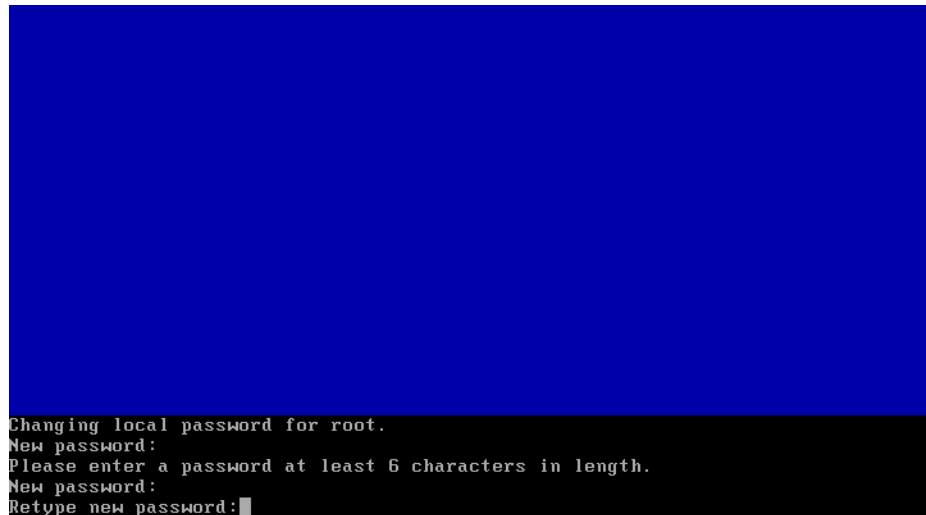 Changing local password for root.
New password:
Please enter a password at least 6 characters in length.
New password:
Retype new password: